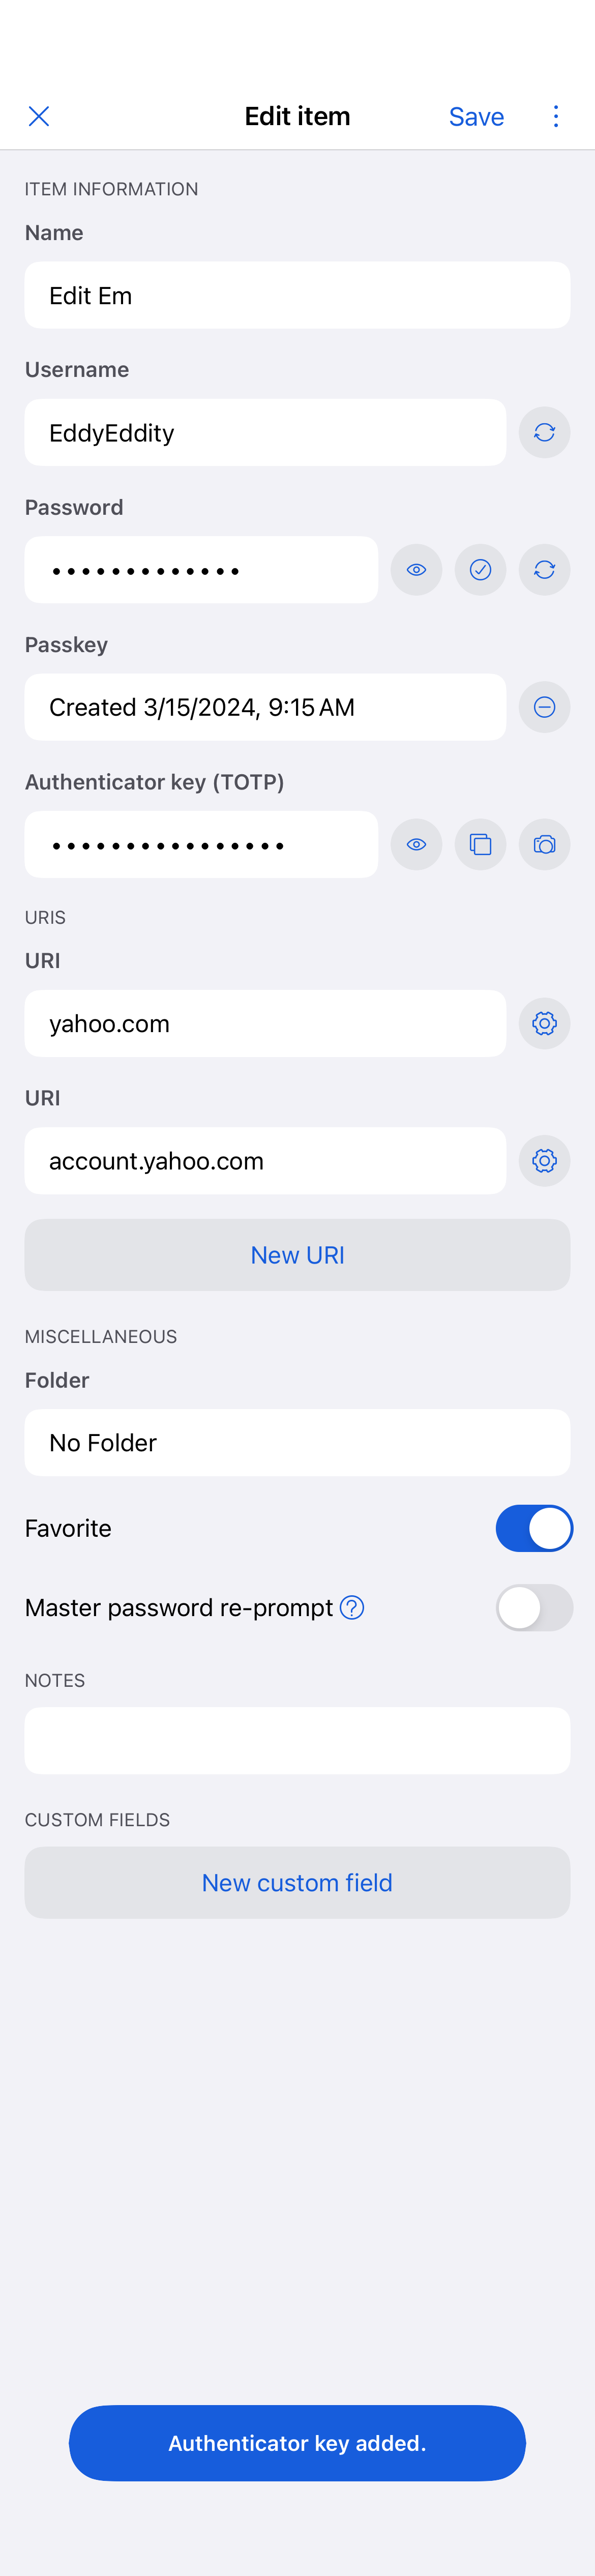 Edit item
Save
ITEM INFORMATION
Name
Edit Em
Username
EddyEddity
Password
•••••••••••••
Passkey
Created 3/15/2024, 9:15 AM
Authenticator key (TOTP)
••••••••••••••••
URIS
URI
yahoo.com
URI
account.yahoo.com
New URI
MISCELLANEOUS
Folder
No Folder
Favorite
Master password re-prompt ?
NOTES
CUSTOM FIELDS
New custom field
Authenticator key added.